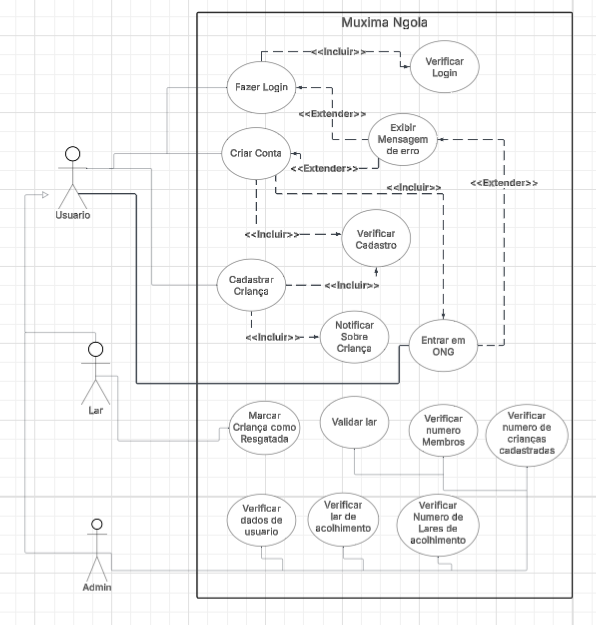 Muxima Ngola
<<Incluir>>
Verificar
Login
Fazer Login
<<Extender>>
Exibir
Mensagem
de erro
Criar Conta
<<Extender>>
<<Incluir>>
<<Extender>>
Usuario
<<Incluir>>
Verificar
Cadastro
Cadastrar
Criança
<<Incluir>>
<<Incluir>>
Notificar
Sobre
Criança
Entrar em
ONG
Lar
Marcar
Criança como
Resgatada
Validar lar
Verificar
numero
Membros
Verificar
numero de
crianças
cadastradas
Verificar
dados de
usuario
Verificar
lar de
acolhimento
Verificar
Numero de
Lares de
acolhimento
Admin